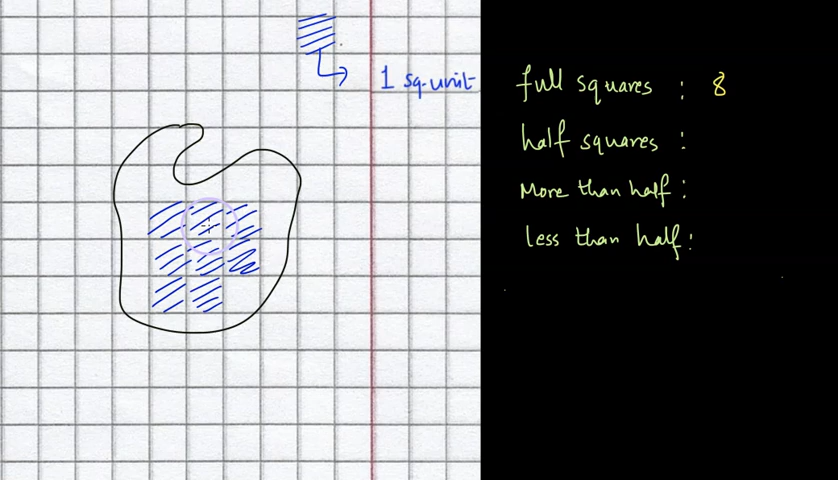 1 sq.unit
full squares : 8
half squares :
More than half :
less than half :